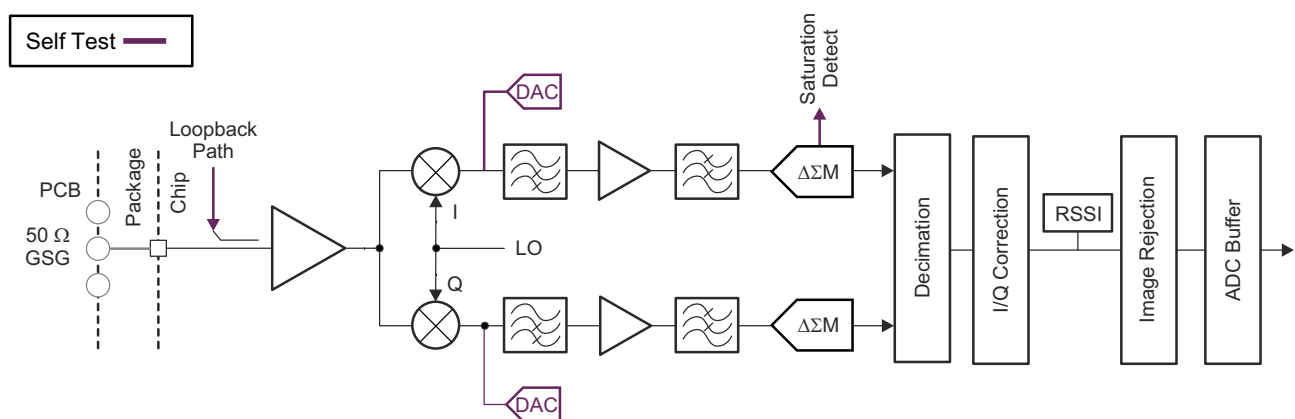 Self Test
DAC
Saturation
Detect
Loopback
Path
PCB
Package
Chip
50 Ω
GSG
I
Q
LO
ΔΣM
ΔΣM
DAC
Decimation
I/Q Correction
RSSI
Image Rejection
ADC Buffer